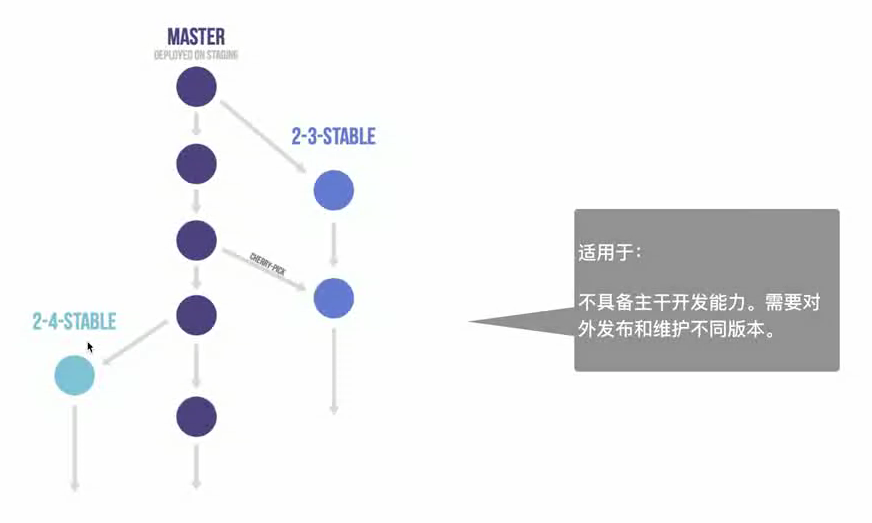 MASTER
DEPLOYED ON STAGING
2-3-STABLE
CHERRY-PICK
2-4-STABLE
适用于：
不具备主干开发能力。需要对
外发布和维护不同版本。